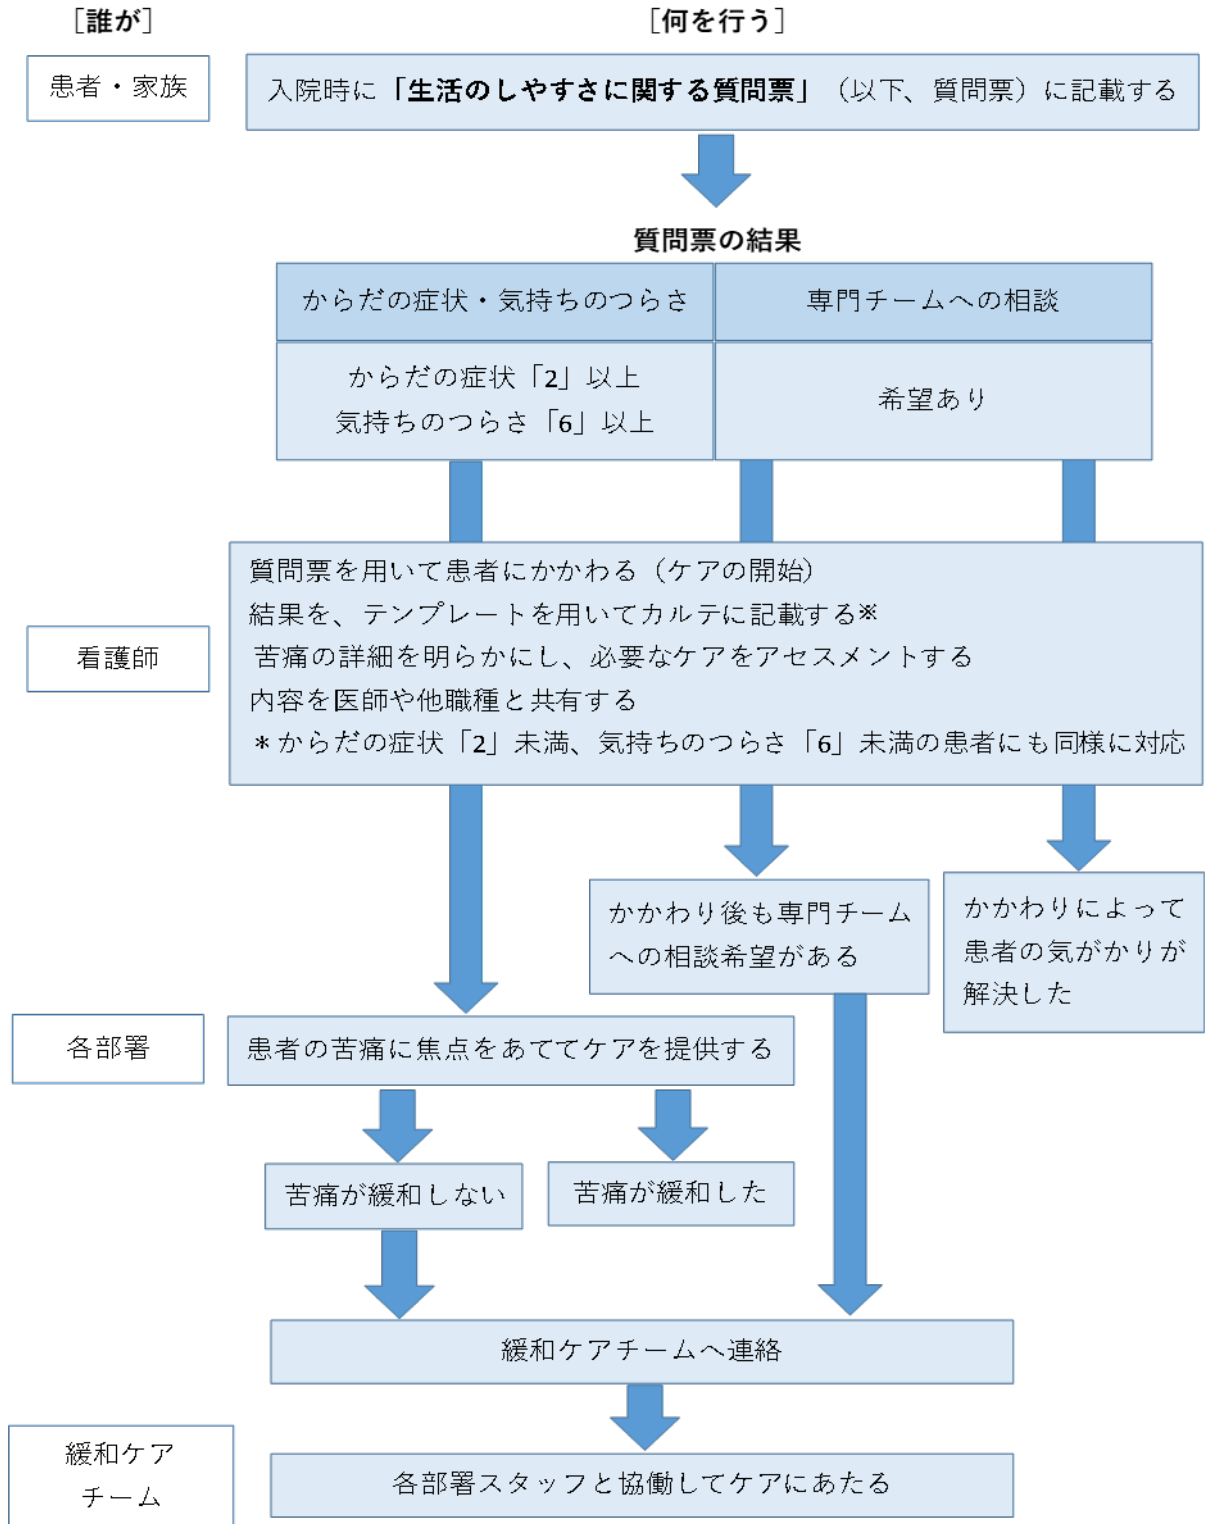 ［誰が］
［何を行う］
患者・家族
入院時に「生活のしやすさに関する質問票」（以下、質問票）に記載する
質問票の結果
からだの症状・気持ちのつらさ
専門チームへの相談
からだの症状「2」以上
気持ちのつらさ「6」以上
希望あり
看護師
質問票を用いて患者にかかわる（ケアの開始）
結果を、テンプレートを用いてカルテに記載する※
苦痛の詳細を明らかにし、必要なケアをアセスメントする
内容を医師や他職種と共有する
＊からだの症状「2」未満、気持ちのつらさ「6」未満の患者にも同様に対応
かかわり後も専門チーム
への相談希望がある
かかわりによって
患者の気がかりが
解決した
各部署
患者の苦痛に焦点をあててケアを提供する
苦痛が緩和しない
苦痛が緩和した
緩和ケアチームへ連絡
緩和ケア
チーム
各部署スタッフと協働してケアにあたる